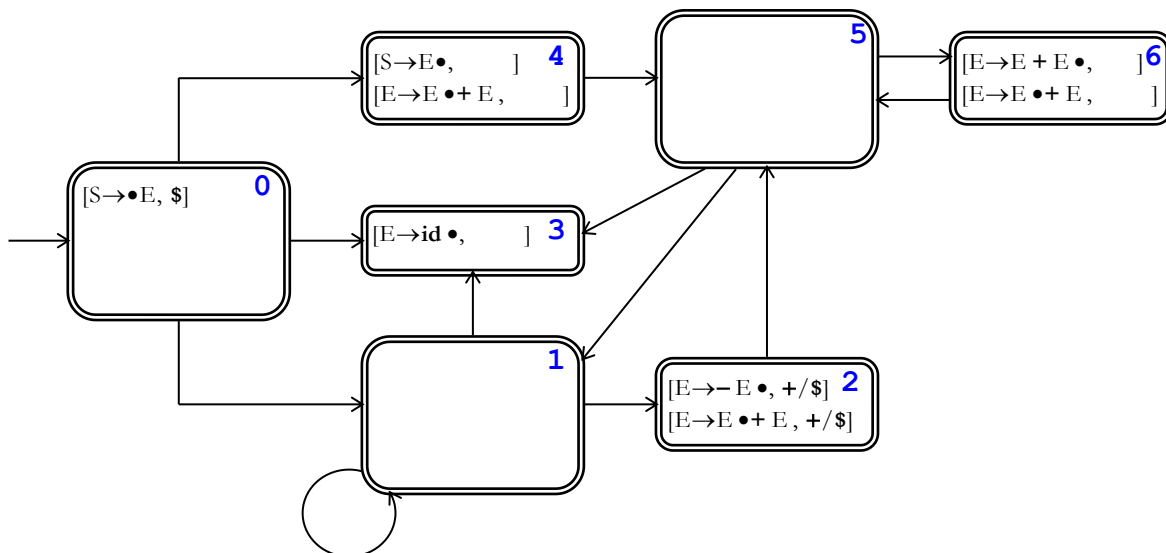 4
[S→E●, ]
[E→E ●+ E , ]
5
6
[E→E + E ●, ]
[E→E ●+ E, ]
0
[S→●E, $]
3
[E→id ●, ]
1
2
[E→– E ●, +/$]
[E→E ●+ E , +/$]